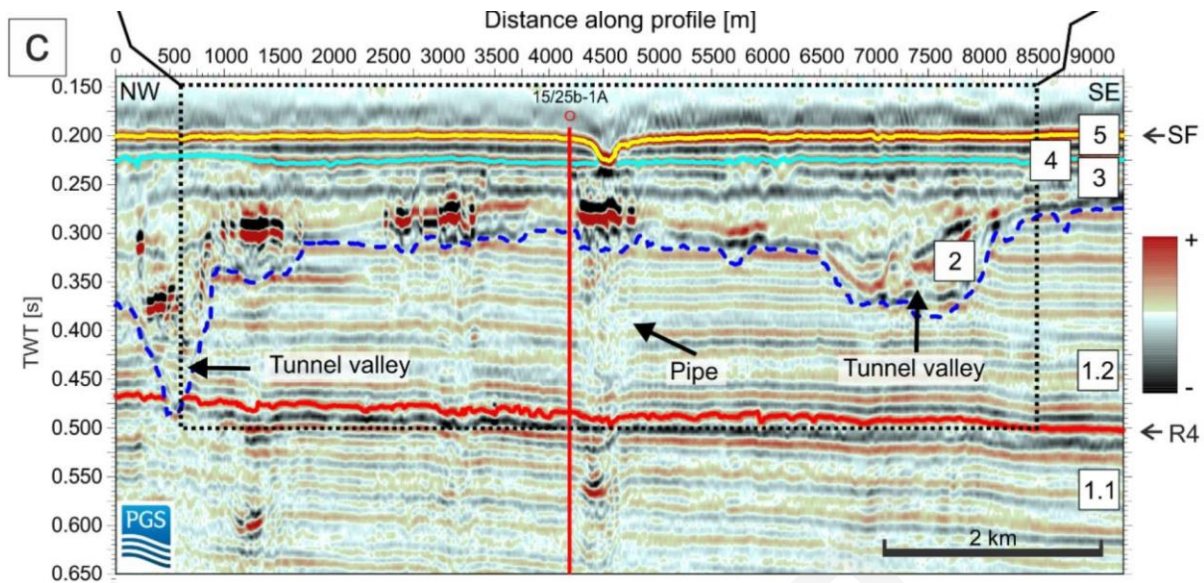 C
Distance along profile [m]
0 500 1000 1500 2000 2500 3000 3500 4000 4500 5000 5500 6000 6500 7000 7500 8000 8500 9000
NW
15/25b-1A
SE
TWT [s]
0.150
0.200
0.250
0.300
0.350
0.400
0.450
0.500
0.550
0.600
0.650
5
4
3
2
1.2
1.1
←SF
←R4
+
-
Tunnel valley
Pipe
Tunnel valley
PGS
2 km